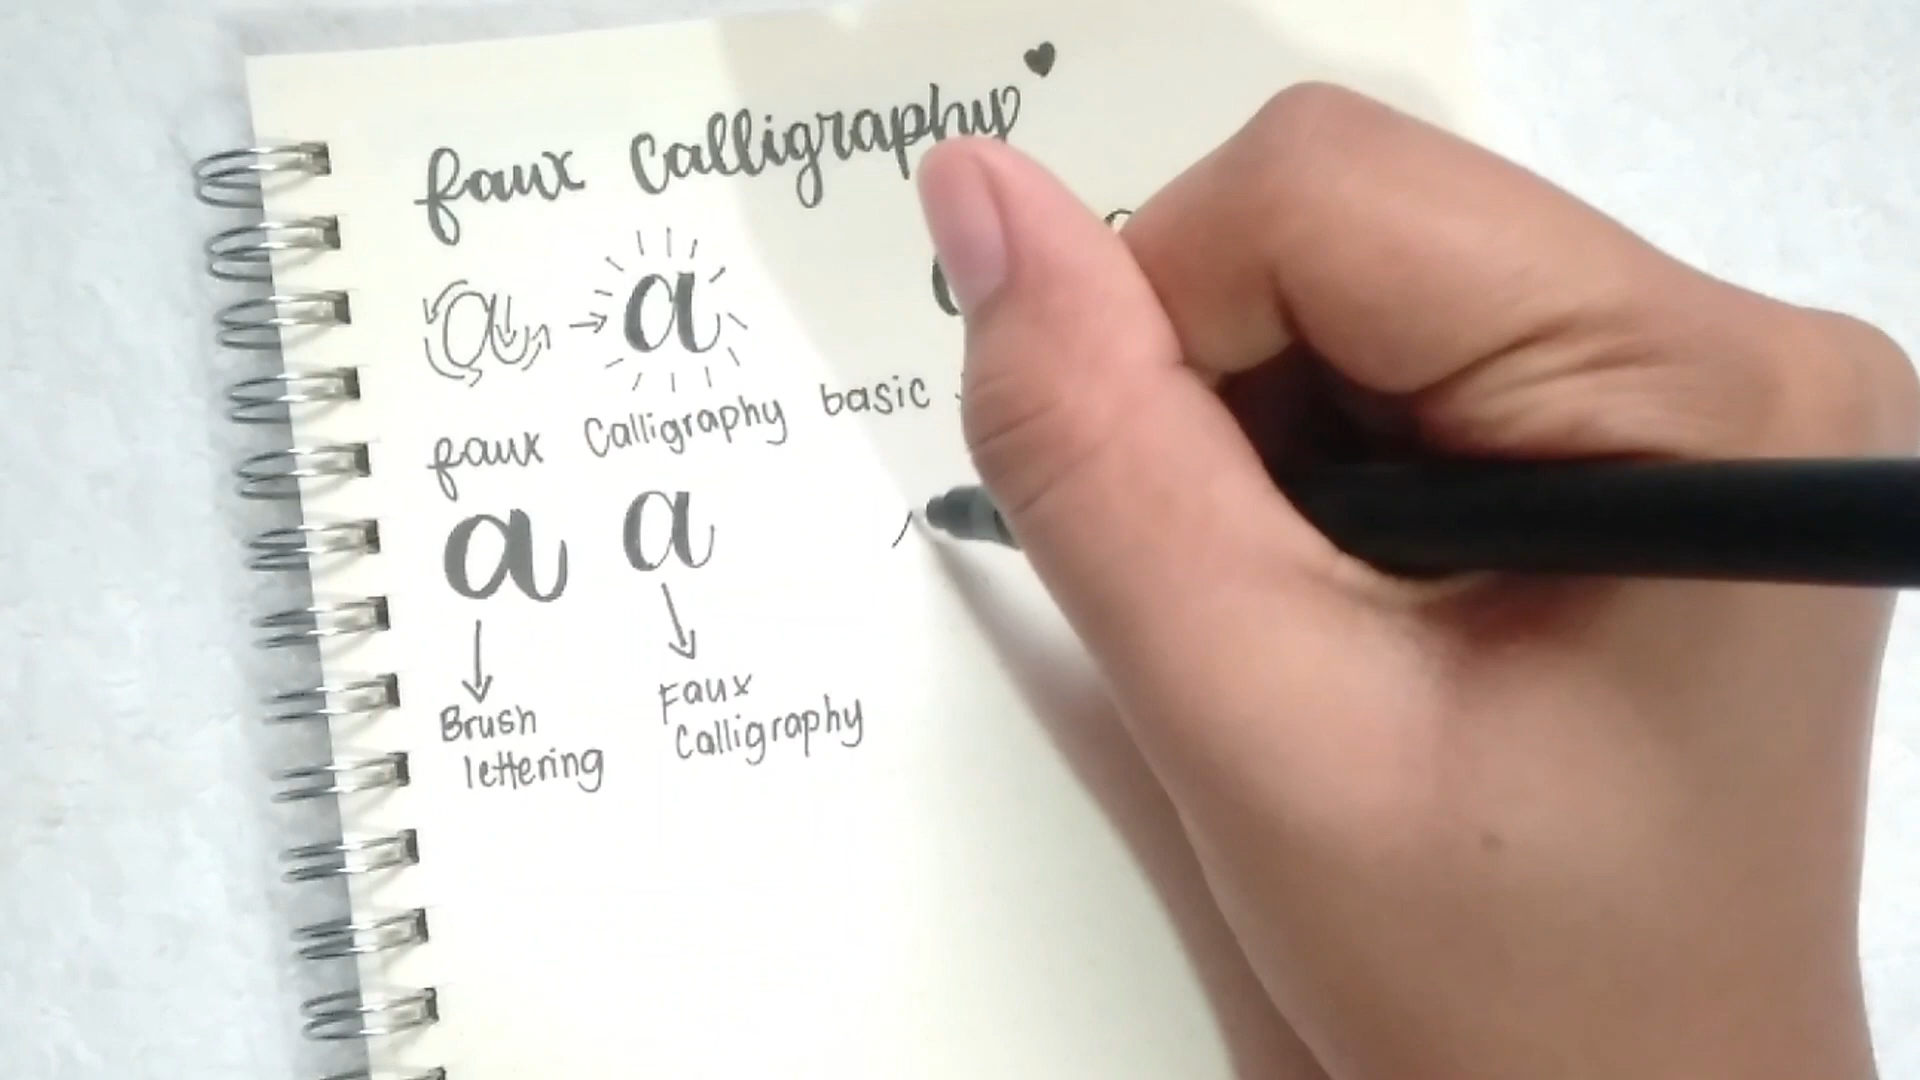 faux Calligraphy
a → a
faux Calligraphy basic
a a
Brush
lettering
Faux
Calligraphy